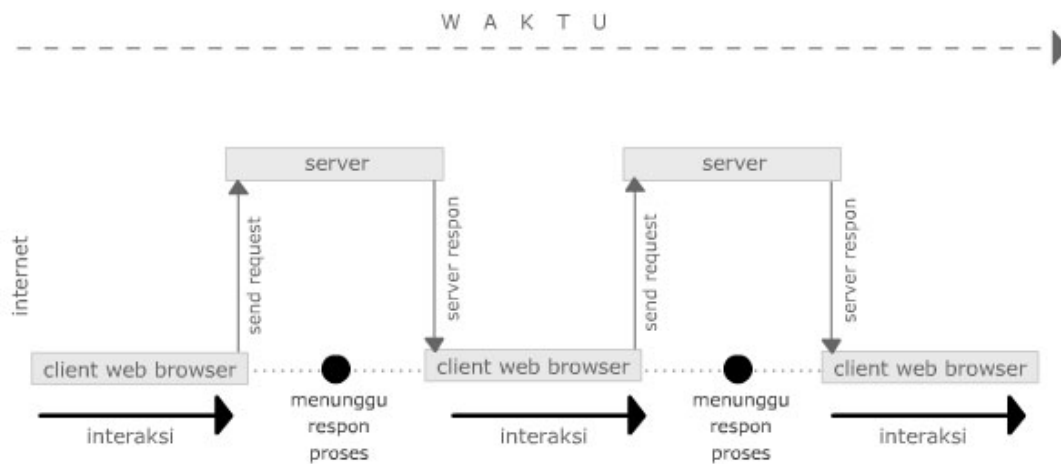 W A K T U
server
server
internet
send request
server respon
send request
server respon
client web browser
client web browser
client web browser
interaksi
menunggu
respon
proses
interaksi
menunggu
respon
proses
interaksi